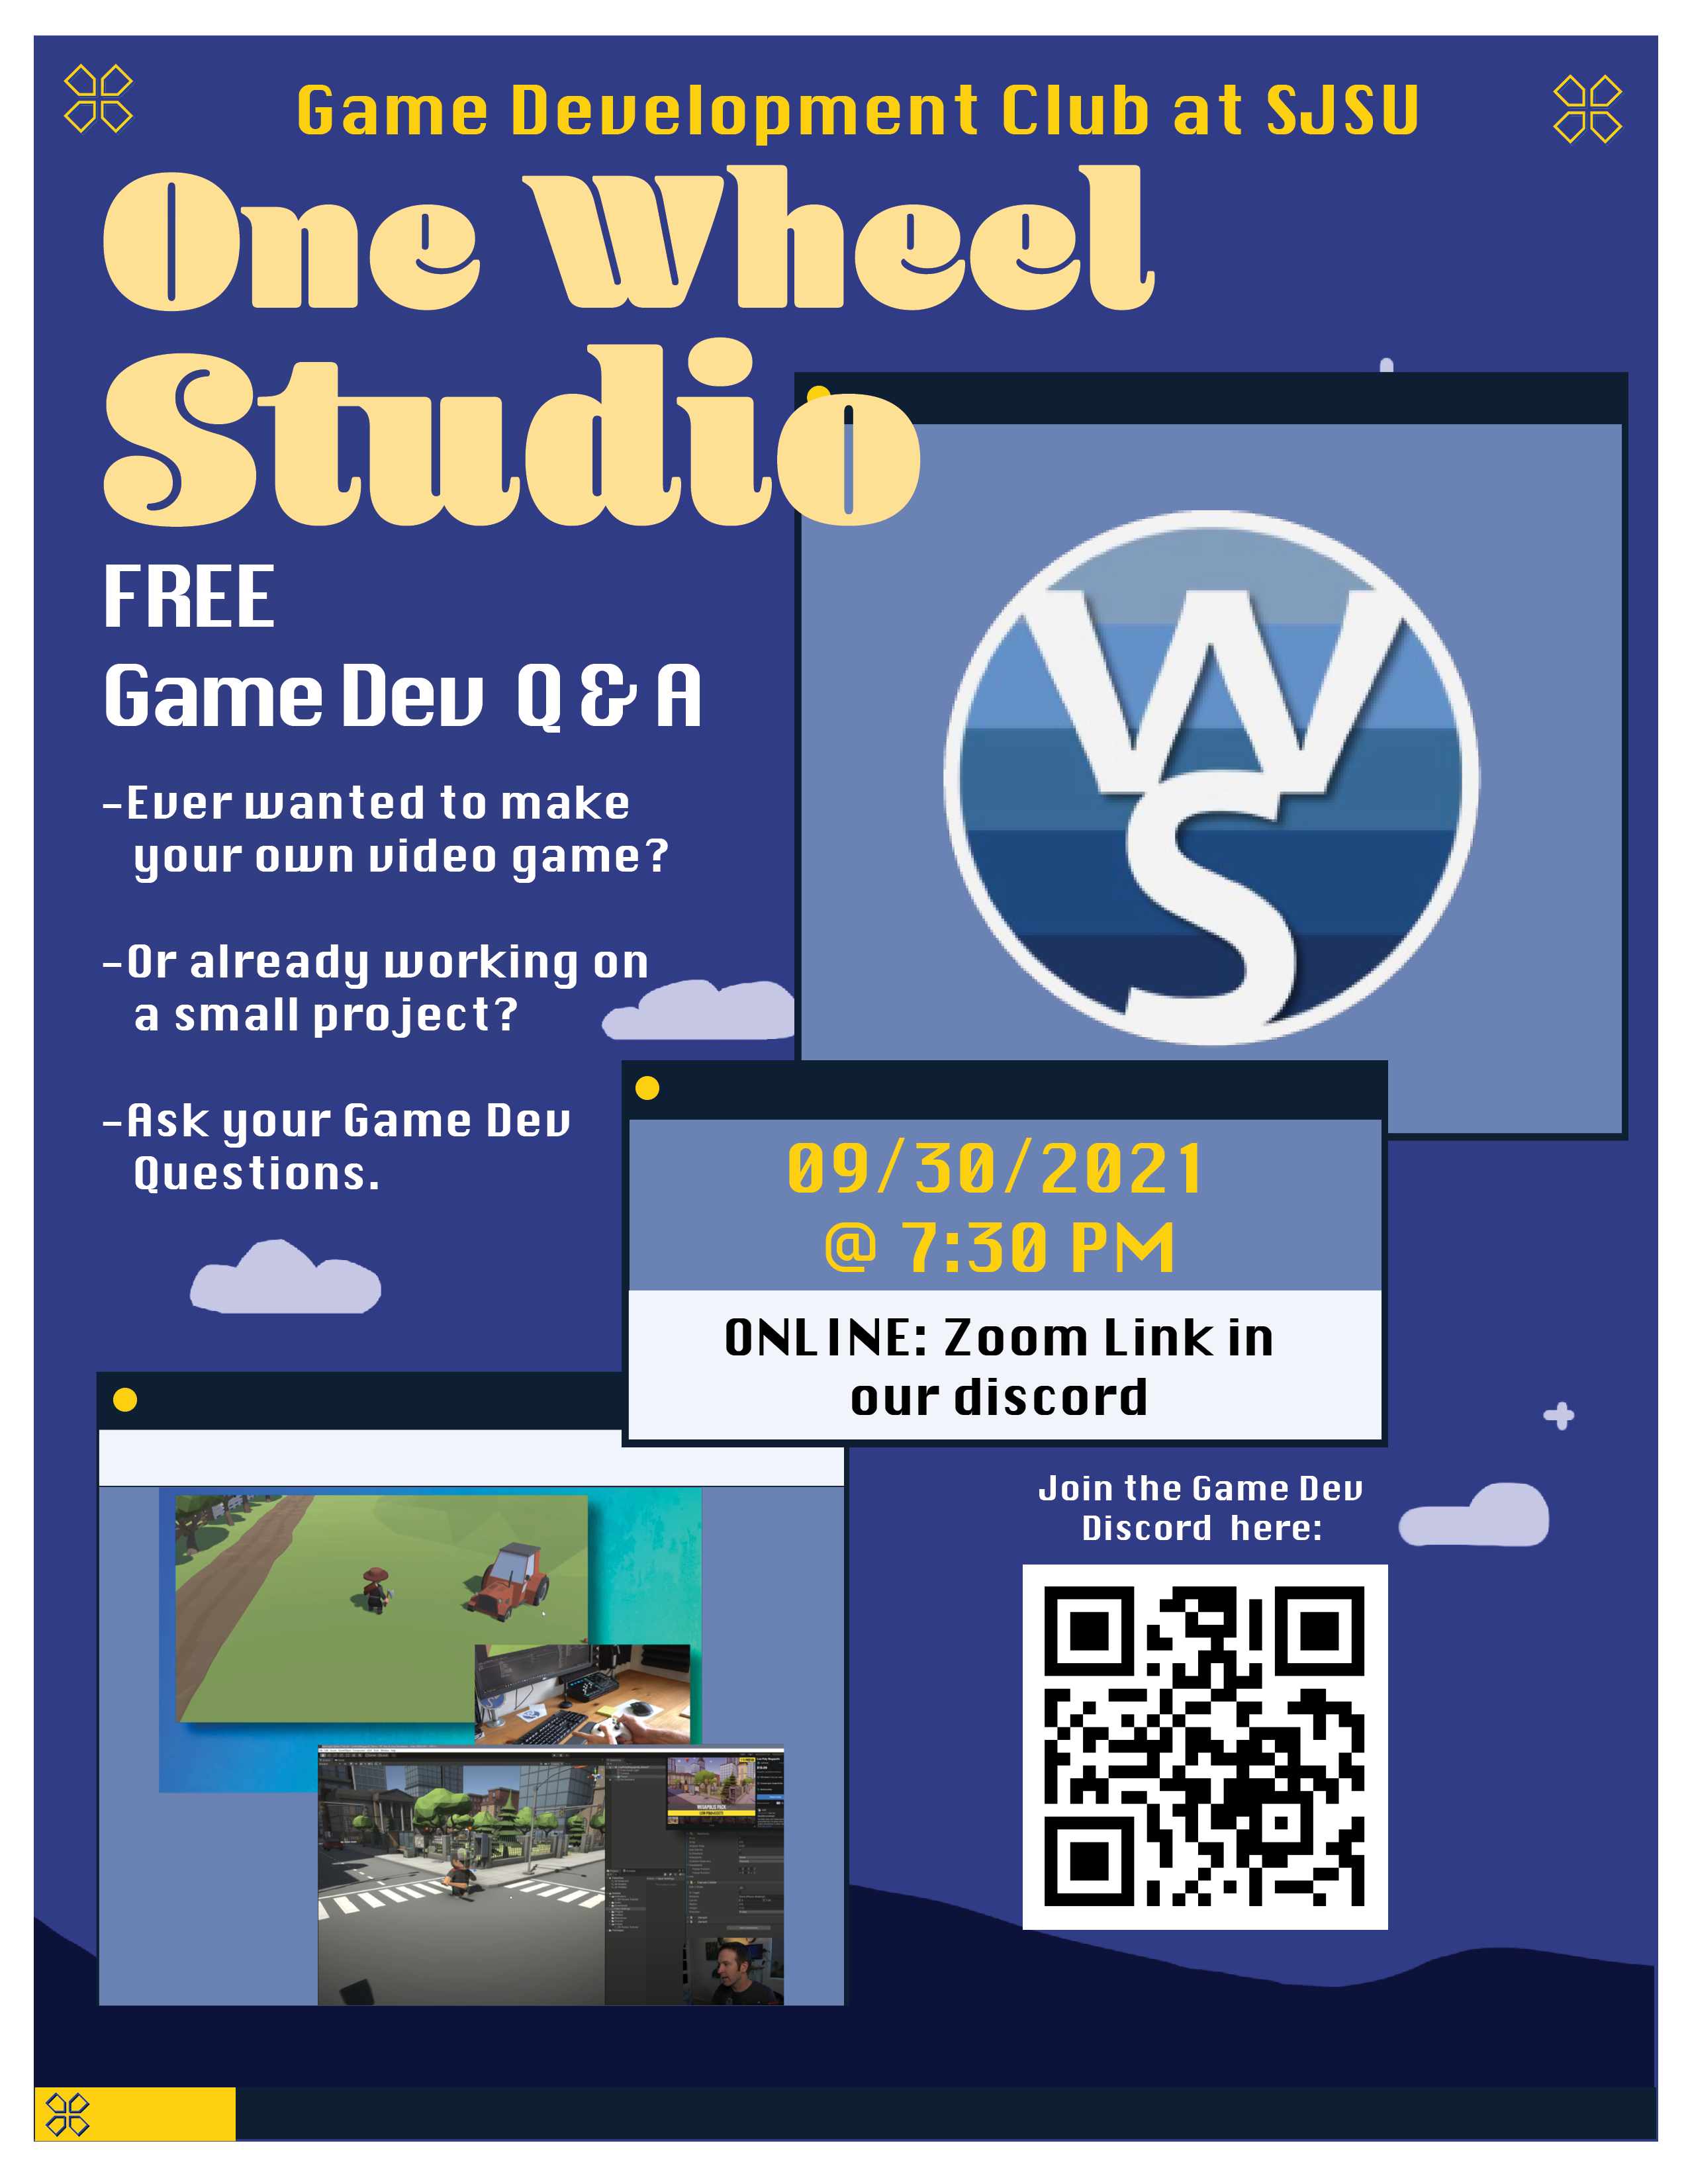 Game Development Club at SJSU
One Wheel
Studio
FREE
Game Dev Q & A
-Ever wanted to make
your own video game?
-Or already working on
a small project?
-Ask your Game Dev
Questions.
WS
09/30/2021
@ 7:30 PM
ONLINE: Zoom Link in
our discord
Join the Game Dev
Discord here:
MEGAPOLIS PACK